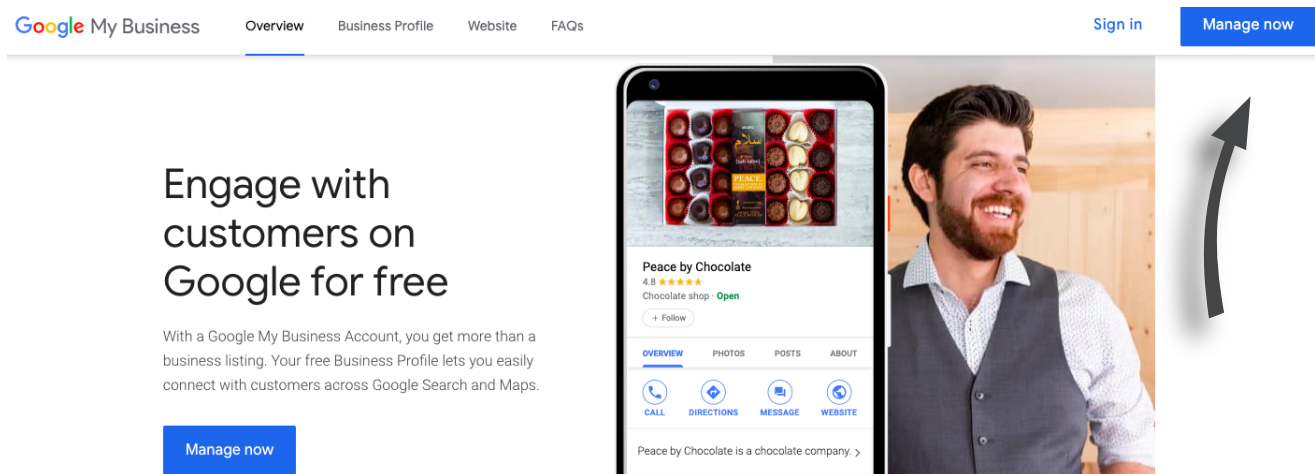 Google My Business
Overview
Business Profile
Website
FAQs
Sign in
Manage now
Engage with
customers on
Google for free
With a Google My Business Account, you get more than a
business listing. Your free Business Profile lets you easily
connect with customers across Google Search and Maps.
Manage now
سلام
PEACE
Peace by Chocolate
4.8
Chocolate shop · Open
+ Follow
OVERVIEW
PHOTOS
POSTS
ABOUT
CALL
DIRECTIONS
MESSAGE
WEBSITE
Peace by Chocolate is a chocolate company.